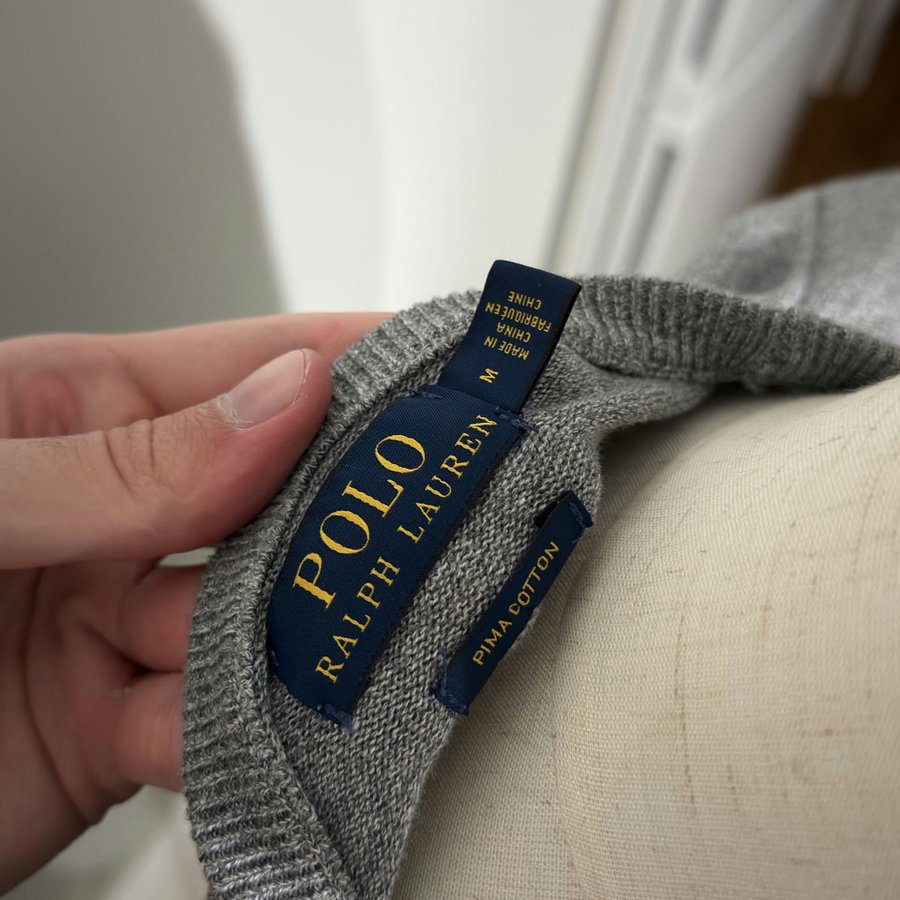 POLO
RALPH LAUREN
M
MADE IN
CHINA
FABRIQUÉ EN
CHINE
PIMA COTTON